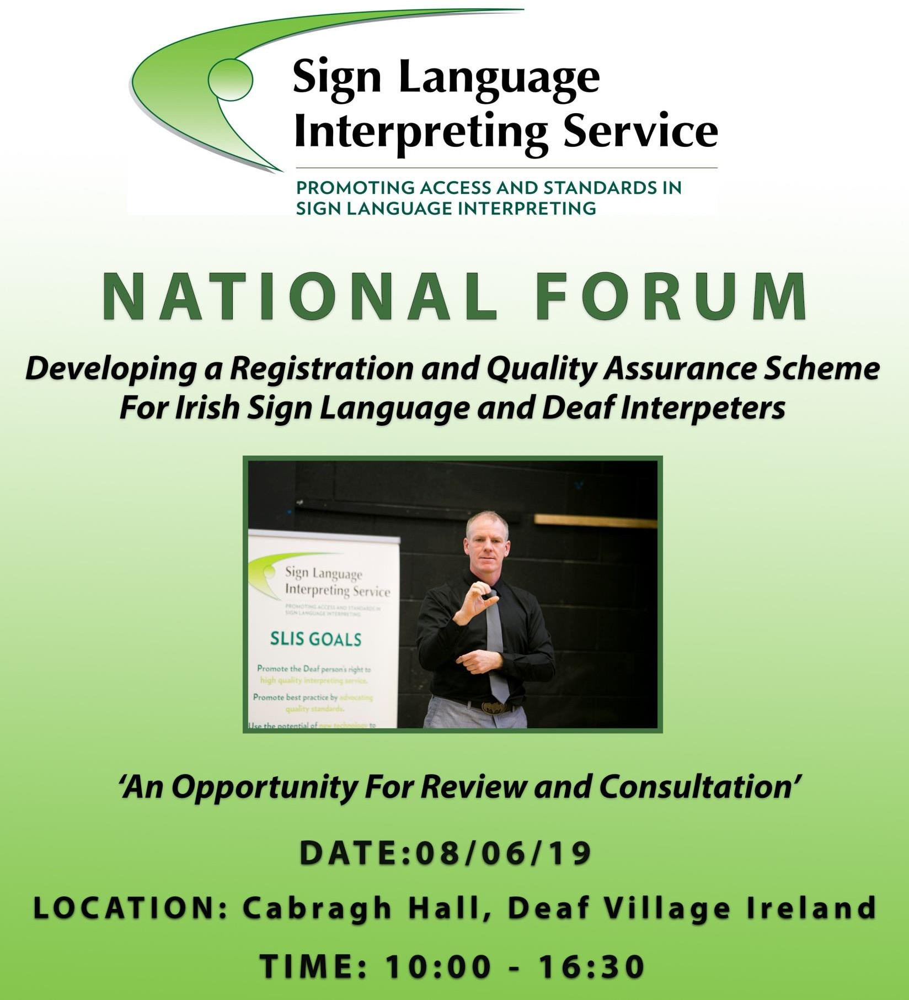 Sign Language
Interpreting Service
PROMOTING ACCESS AND STANDARDS IN
SIGN LANGUAGE INTERPRETING
NATIONAL FORUM
Developing a Registration and Quality Assurance Scheme
For Irish Sign Language and Deaf Interpeters
Sign Language
Interpreting Service
PROMOTING ACCESS AND STANDARDS IN
SIGN LANGUAGE INTERPRETING
SLIS GOALS
Promote the Deaf person's right to
high quality interpreting service.
Promote best practice by advocating
quality standards.
Use the potential of new technology to
‘An Opportunity For Review and Consultation’
DATE:08/06/19
LOCATION: Cabragh Hall, Deaf Village Ireland
TIME: 10:00 - 16:30